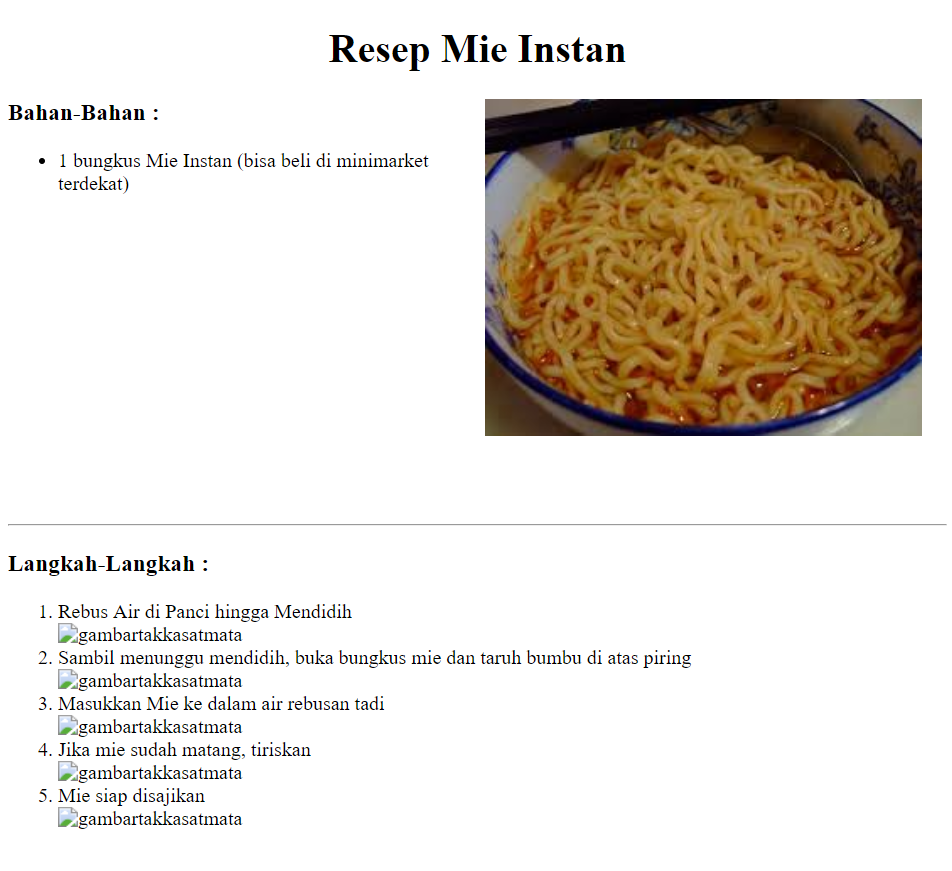 Resep Mie Instan
Bahan-Bahan :
• 1 bungkus Mie Instan (bisa beli di minimarket
terdekat)
Langkah-Langkah :
1. Rebus Air di Panci hingga Mendidih
gambartakkasatmata
2. Sambil menunggu mendidih, buka bungkus mie dan taruh bumbu di atas piring
gambartakkasatmata
3. Masukkan Mie ke dalam air rebusan tadi
gambartakkasatmata
4. Jika mie sudah matang, tiriskan
gambartakkasatmata
5. Mie siap disajikan
gambartakkasatmata